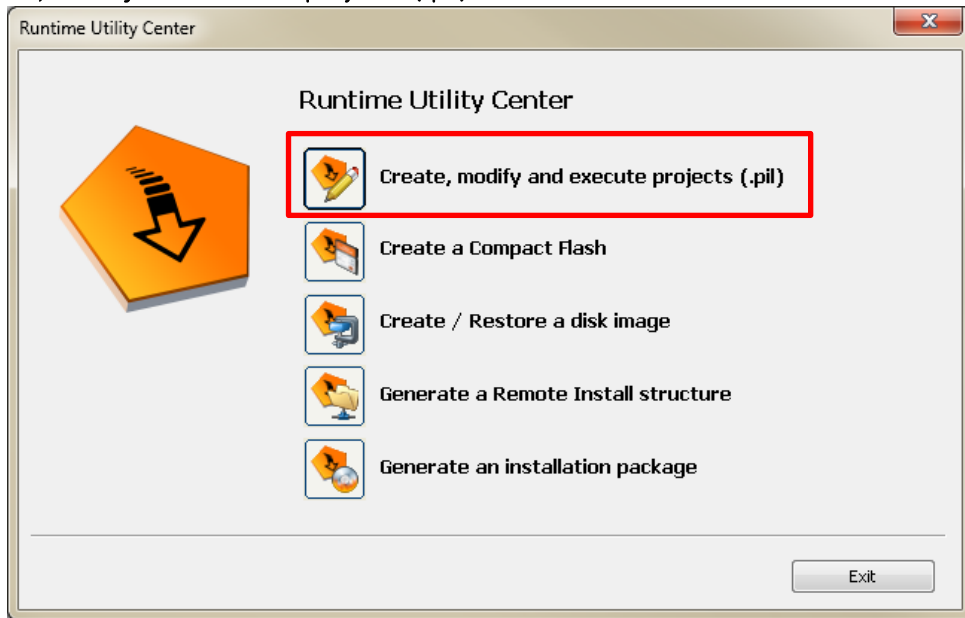 Runtime Utility Center
Runtime Utility Center
Create, modify and execute projects (.pil)
Create a Compact Flash
Create / Restore a disk image
Generate a Remote Install structure
Generate an installation package
Exit